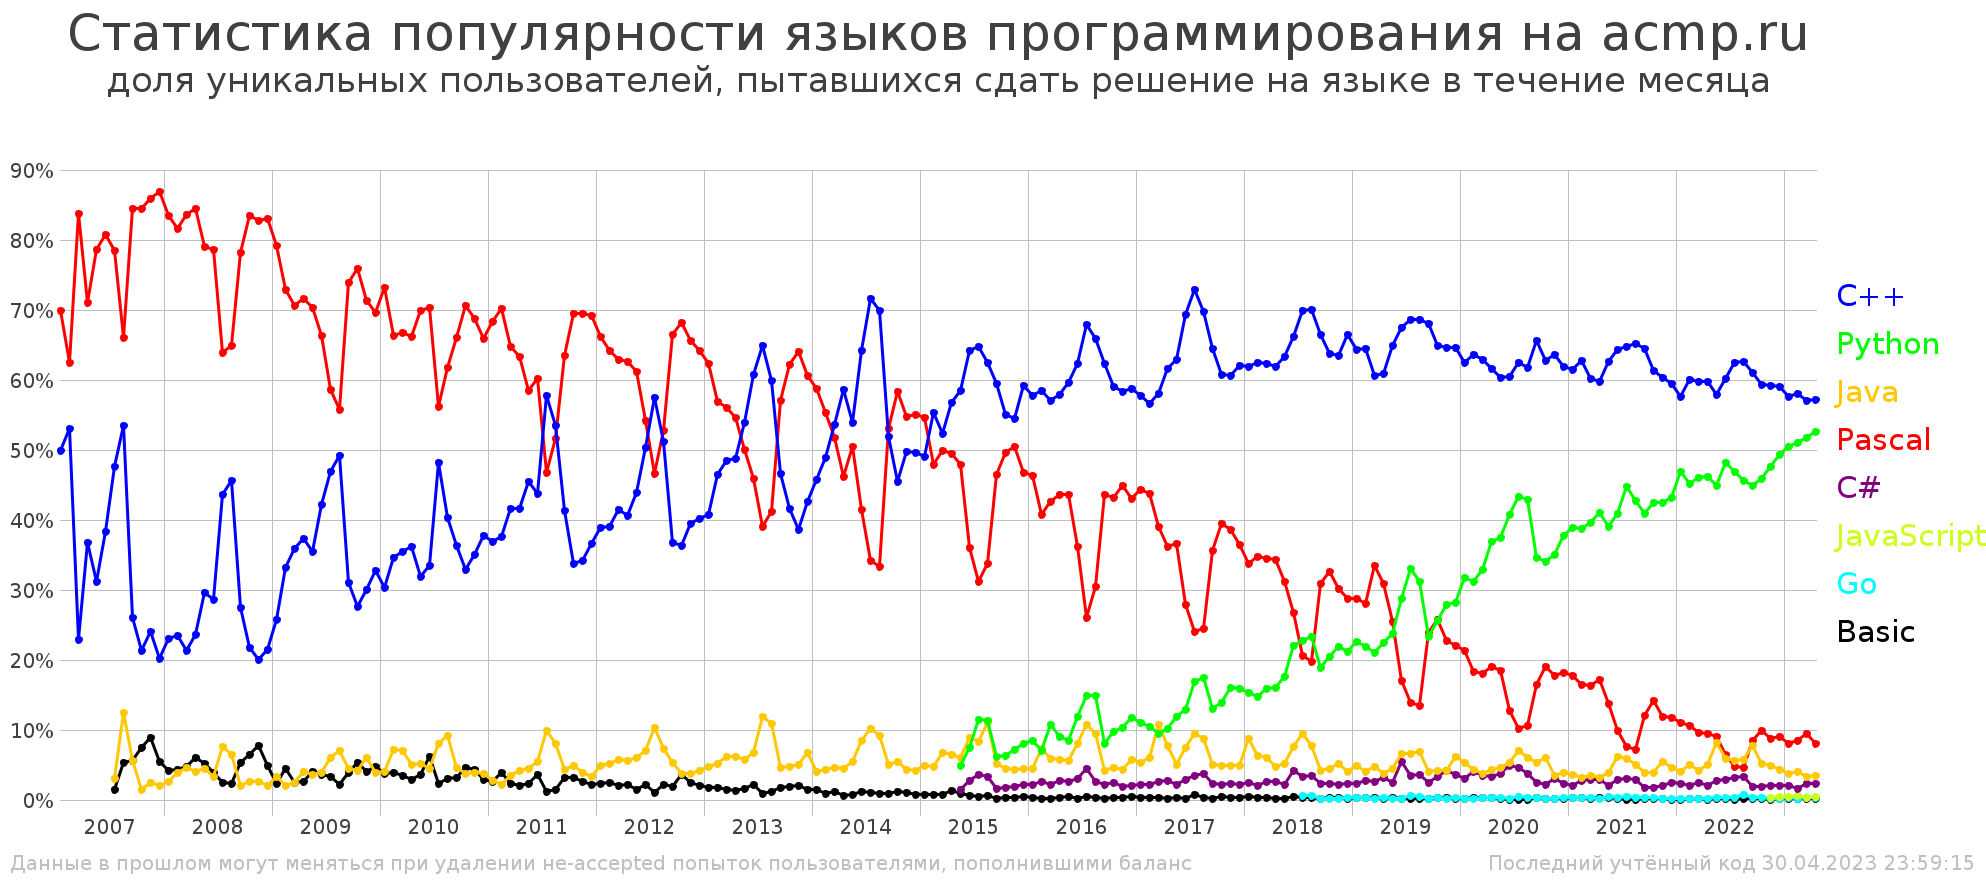 Статистика популярности языков программирования на acmp.ru
доля уникальных пользователей, пытавшихся сдать решение на языке в течение месяца
90%
80%
70%
60%
50%
40%
30%
20%
10%
0%
C++
Python
Java
Pascal
C#
JavaScript
Go
Basic
2007 2008 2009 2010 2011 2012 2013 2014 2015 2016 2017 2018 2019 2020 2021 2022
Данные в прошлом могут меняться при удалении не-accepted попыток пользователями, пополнившими баланс
Последний учтённый код 30.04.2023 23:59:15